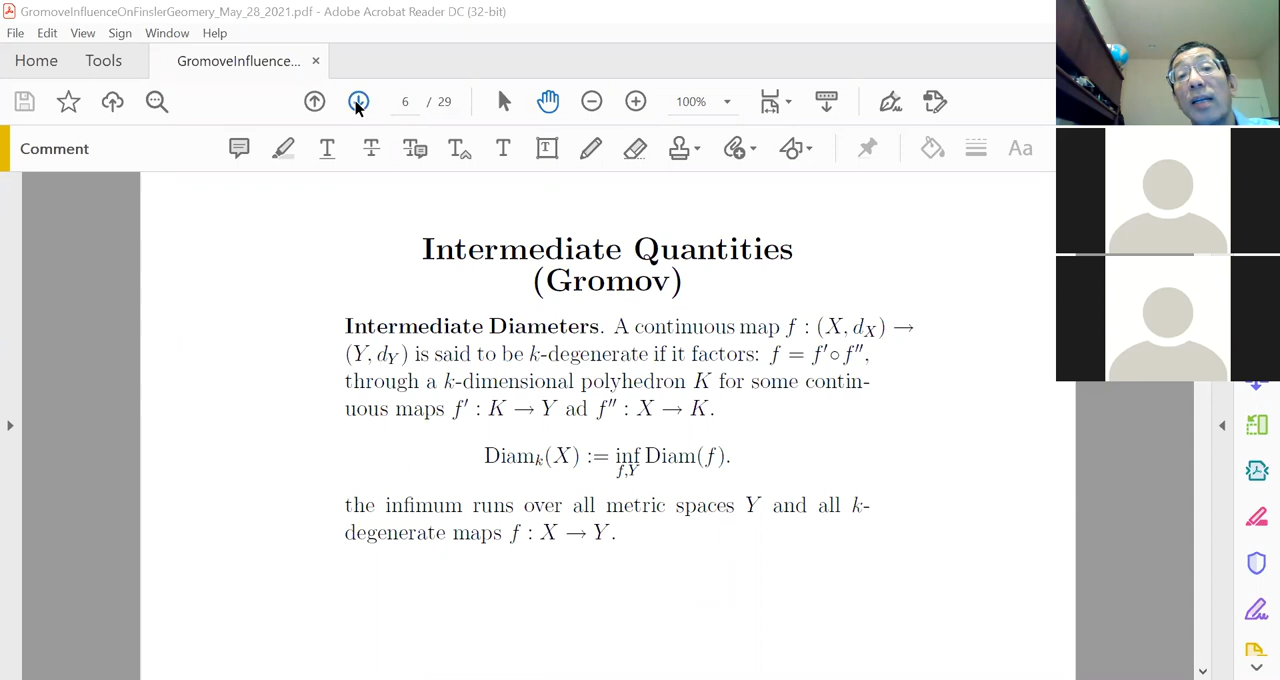 GromoveInfluenceOnFinslerGeomery_May_28_2021.pdf - Adobe Acrobat Reader DC (32-bit)
File Edit View Sign Window Help
Home Tools GromoveInfluence... ×
6 / 29 100%
Comment
Aa
Intermediate Quantities
(Gromov)
Intermediate Diameters. A continuous map f : (X, d_X) →
(Y, d_Y) is said to be k-degenerate if it factors: f = f′ ∘ f″,
through a k-dimensional polyhedron K for some contin-
uous maps f′ : K → Y ad f″ : X → K.
Diam_k(X) := inf_{f,Y} Diam(f).
the infimum runs over all metric spaces Y and all k-
degenerate maps f : X → Y.